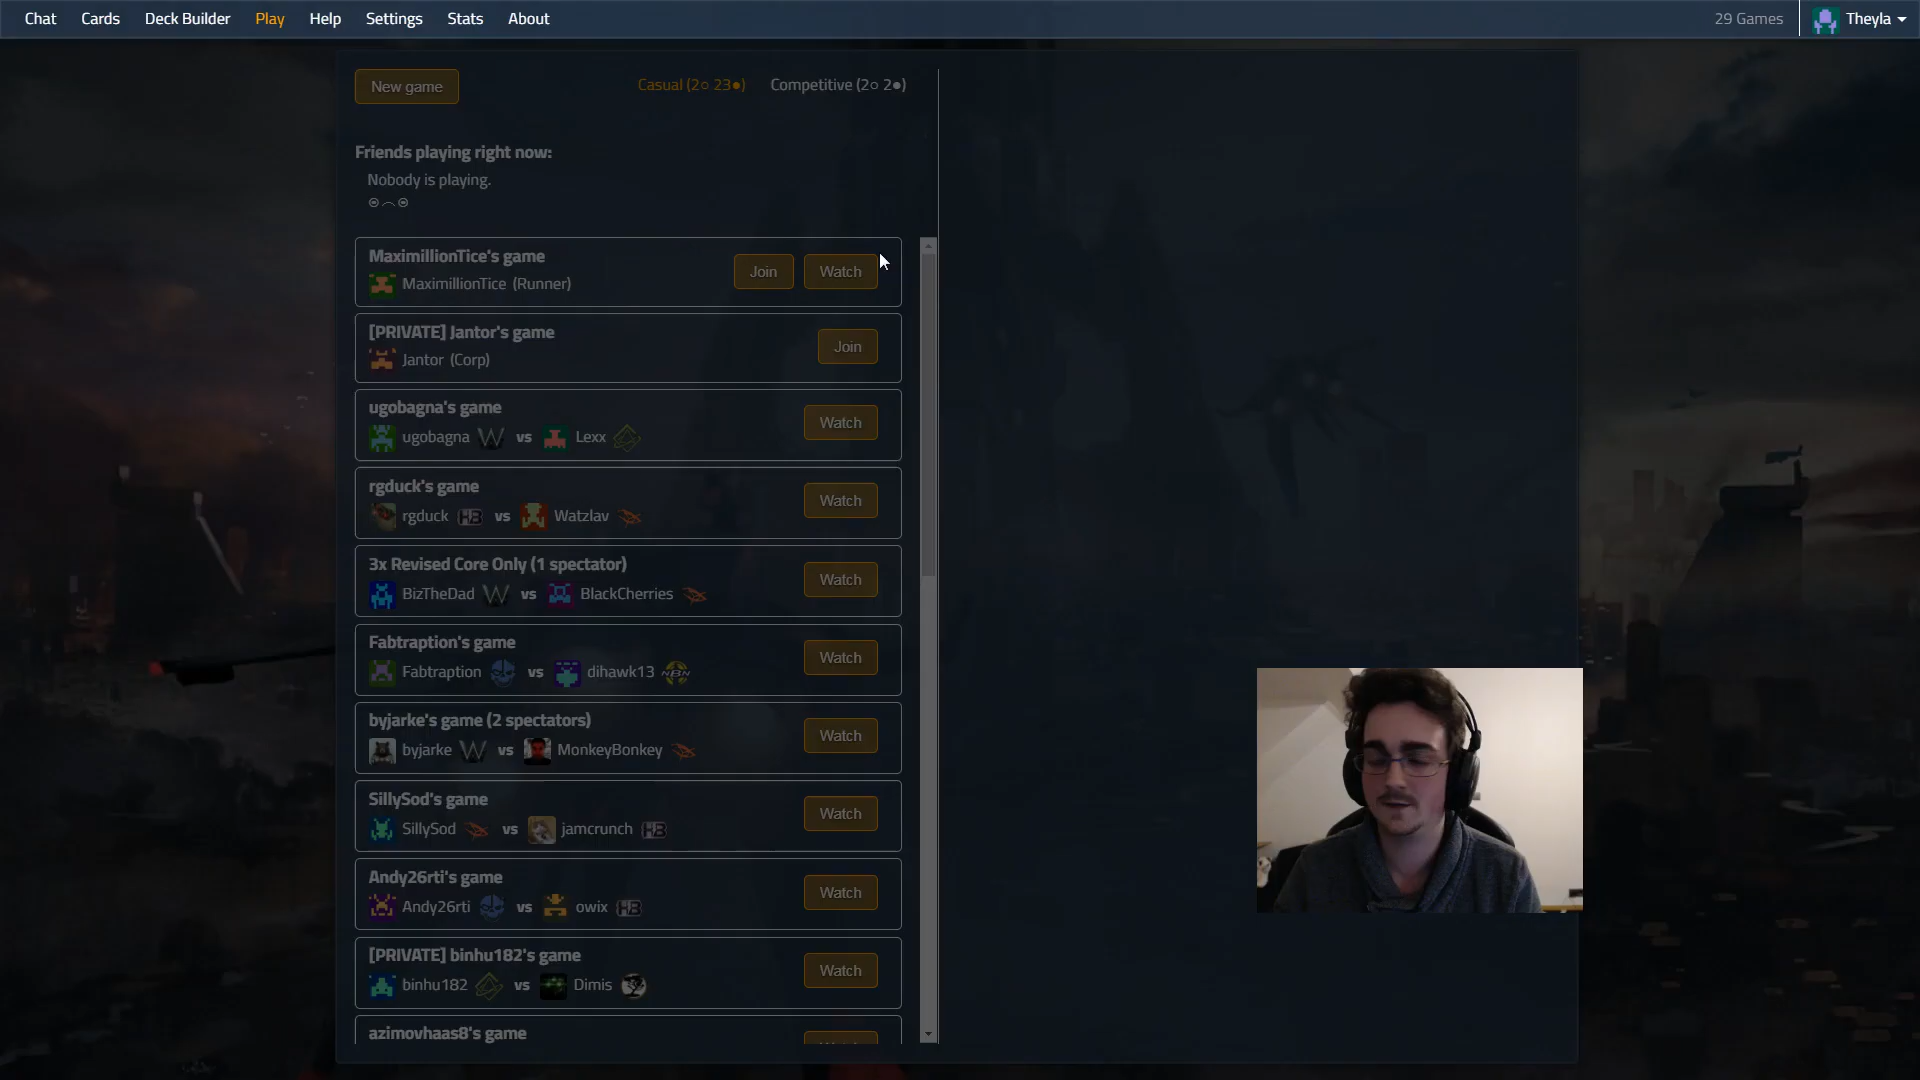 Chat Cards Deck Builder Play Help Settings Stats About 29 Games Theyla
New game Casual (2○ 23●) Competitive (2○ 2●)
Friends playing right now:
Nobody is playing.
MaximillionTice's game
MaximillionTice (Runner)
Join Watch
[PRIVATE] Jantor's game
Jantor (Corp)
Join
ugobagna's game
ugobagna vs Lexx
Watch
rgduck's game
rgduck HB vs Watzlav
Watch
3x Revised Core Only (1 spectator)
BizTheDad vs BlackCherries
Watch
Fabtraption's game
Fabtraption vs dihawk13 NBN
Watch
byjarke's game (2 spectators)
byjarke vs MonkeyBonkey
Watch
SillySod's game
SillySod vs jamcrunch HB
Watch
Andy26rti's game
Andy26rti vs owix HB
Watch
[PRIVATE] binhu182's game
binhu182 vs Dimis
Watch
azimovhaas8's game